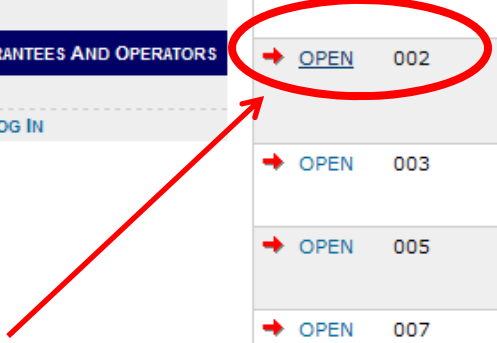 RANTEES AND OPERATORS
OG IN
OPEN 002
OPEN 003
OPEN 005
OPEN 007